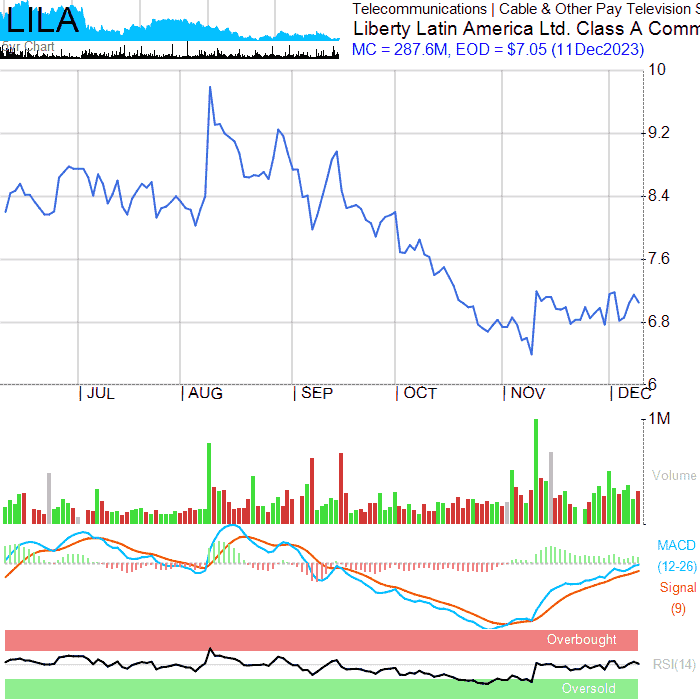 LILA
Our Chart
Telecommunications | Cable & Other Pay Television S
Liberty Latin America Ltd. Class A Comm
MC = 287.6M, EOD = $7.05 (11Dec2023)
10
9.2
8.4
7.6
6.8
6
JUL
AUG
SEP
OCT
NOV
DEC
1M
Volume
MACD
(12-26)
Signal
(9)
Overbought
RSI(14)
Oversold